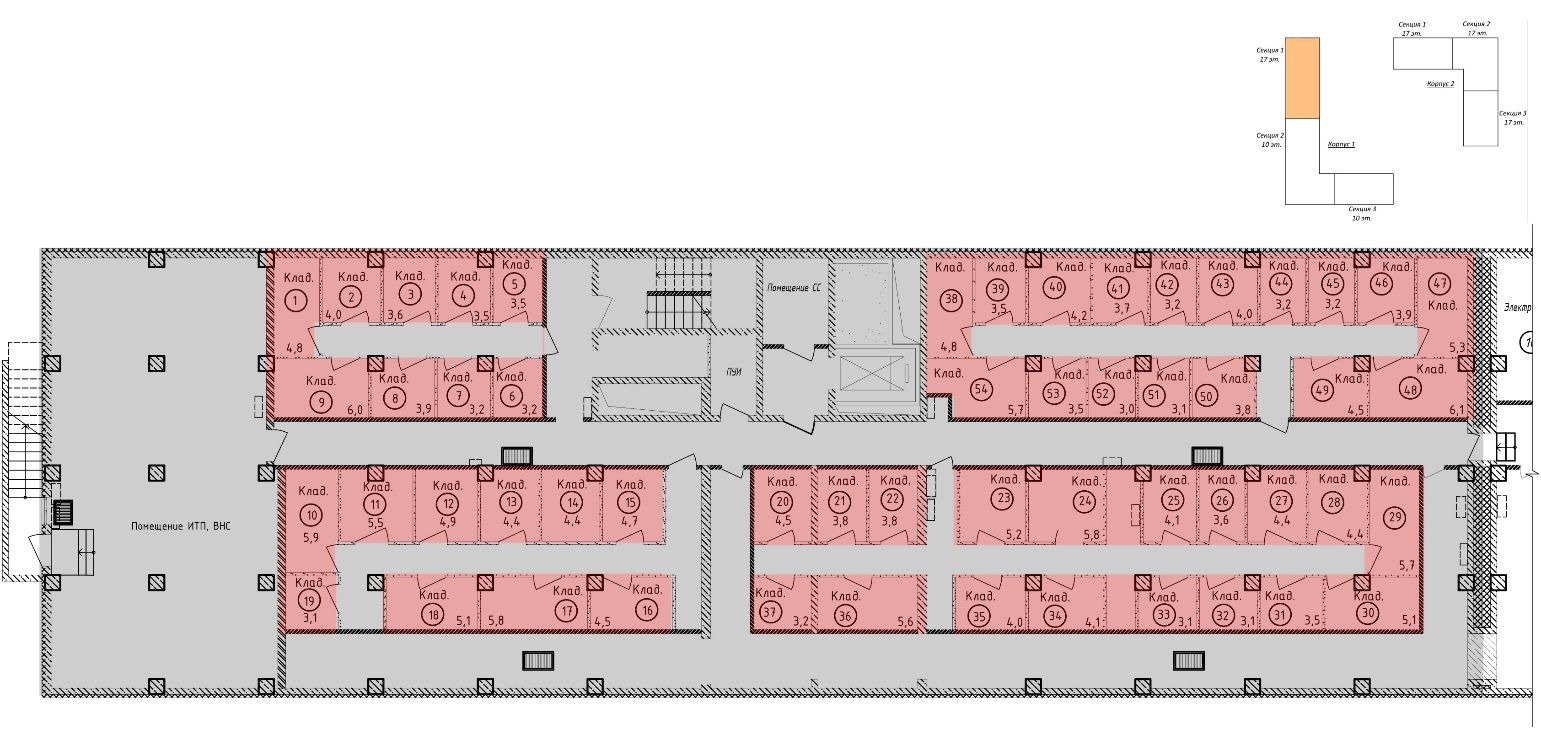 Секция 1
17 эт.
Секция 2
17 эт.
Секция 1
17 эт.
Корпус 2
Секция 3
17 эт.
Секция 2
10 эт.
Корпус 1
Секция 3
10 эт.
Клад.
1
4,8
Клад.
2
4,0
Клад.
3
3,6
Клад.
4
3,5
Клад.
5
3,5
Клад.
9
6,0
Клад.
8
3,9
Клад.
7
3,2
Клад.
6
3,2
Помещение СС
ПУИ
Клад.
38
4,8
Клад.
39
3,5
Клад.
40
4,2
Клад.
41
3,7
Клад.
42
3,2
Клад.
43
4,0
Клад.
44
3,2
Клад.
45
3,2
Клад.
46
3,9
47
Клад.
5,3
Клад.
54
5,7
Клад.
53
3,5
Клад.
52
3,0
Клад.
51
3,1
Клад.
50
3,8
Клад.
49
4,5
Клад.
48
6,1
Электр
Помещение ИТП, ВНС
Клад.
10
5,9
Клад.
11
5,5
Клад.
12
4,9
Клад.
13
4,4
Клад.
14
4,4
Клад.
15
4,7
Клад.
19
3,1
Клад.
18
5,1
Клад.
17
5,8
Клад.
16
4,5
Клад.
20
4,5
Клад.
21
3,8
Клад.
22
3,8
Клад.
23
5,2
Клад.
24
5,8
Клад.
25
4,1
Клад.
26
3,6
Клад.
27
4,4
Клад.
28
4,4
Клад.
29
5,7
Клад.
37
3,2
Клад.
36
5,6
Клад.
35
4,0
Клад.
34
4,1
Клад.
33
3,1
Клад.
32
3,1
Клад.
31
3,5
Клад.
30
5,1